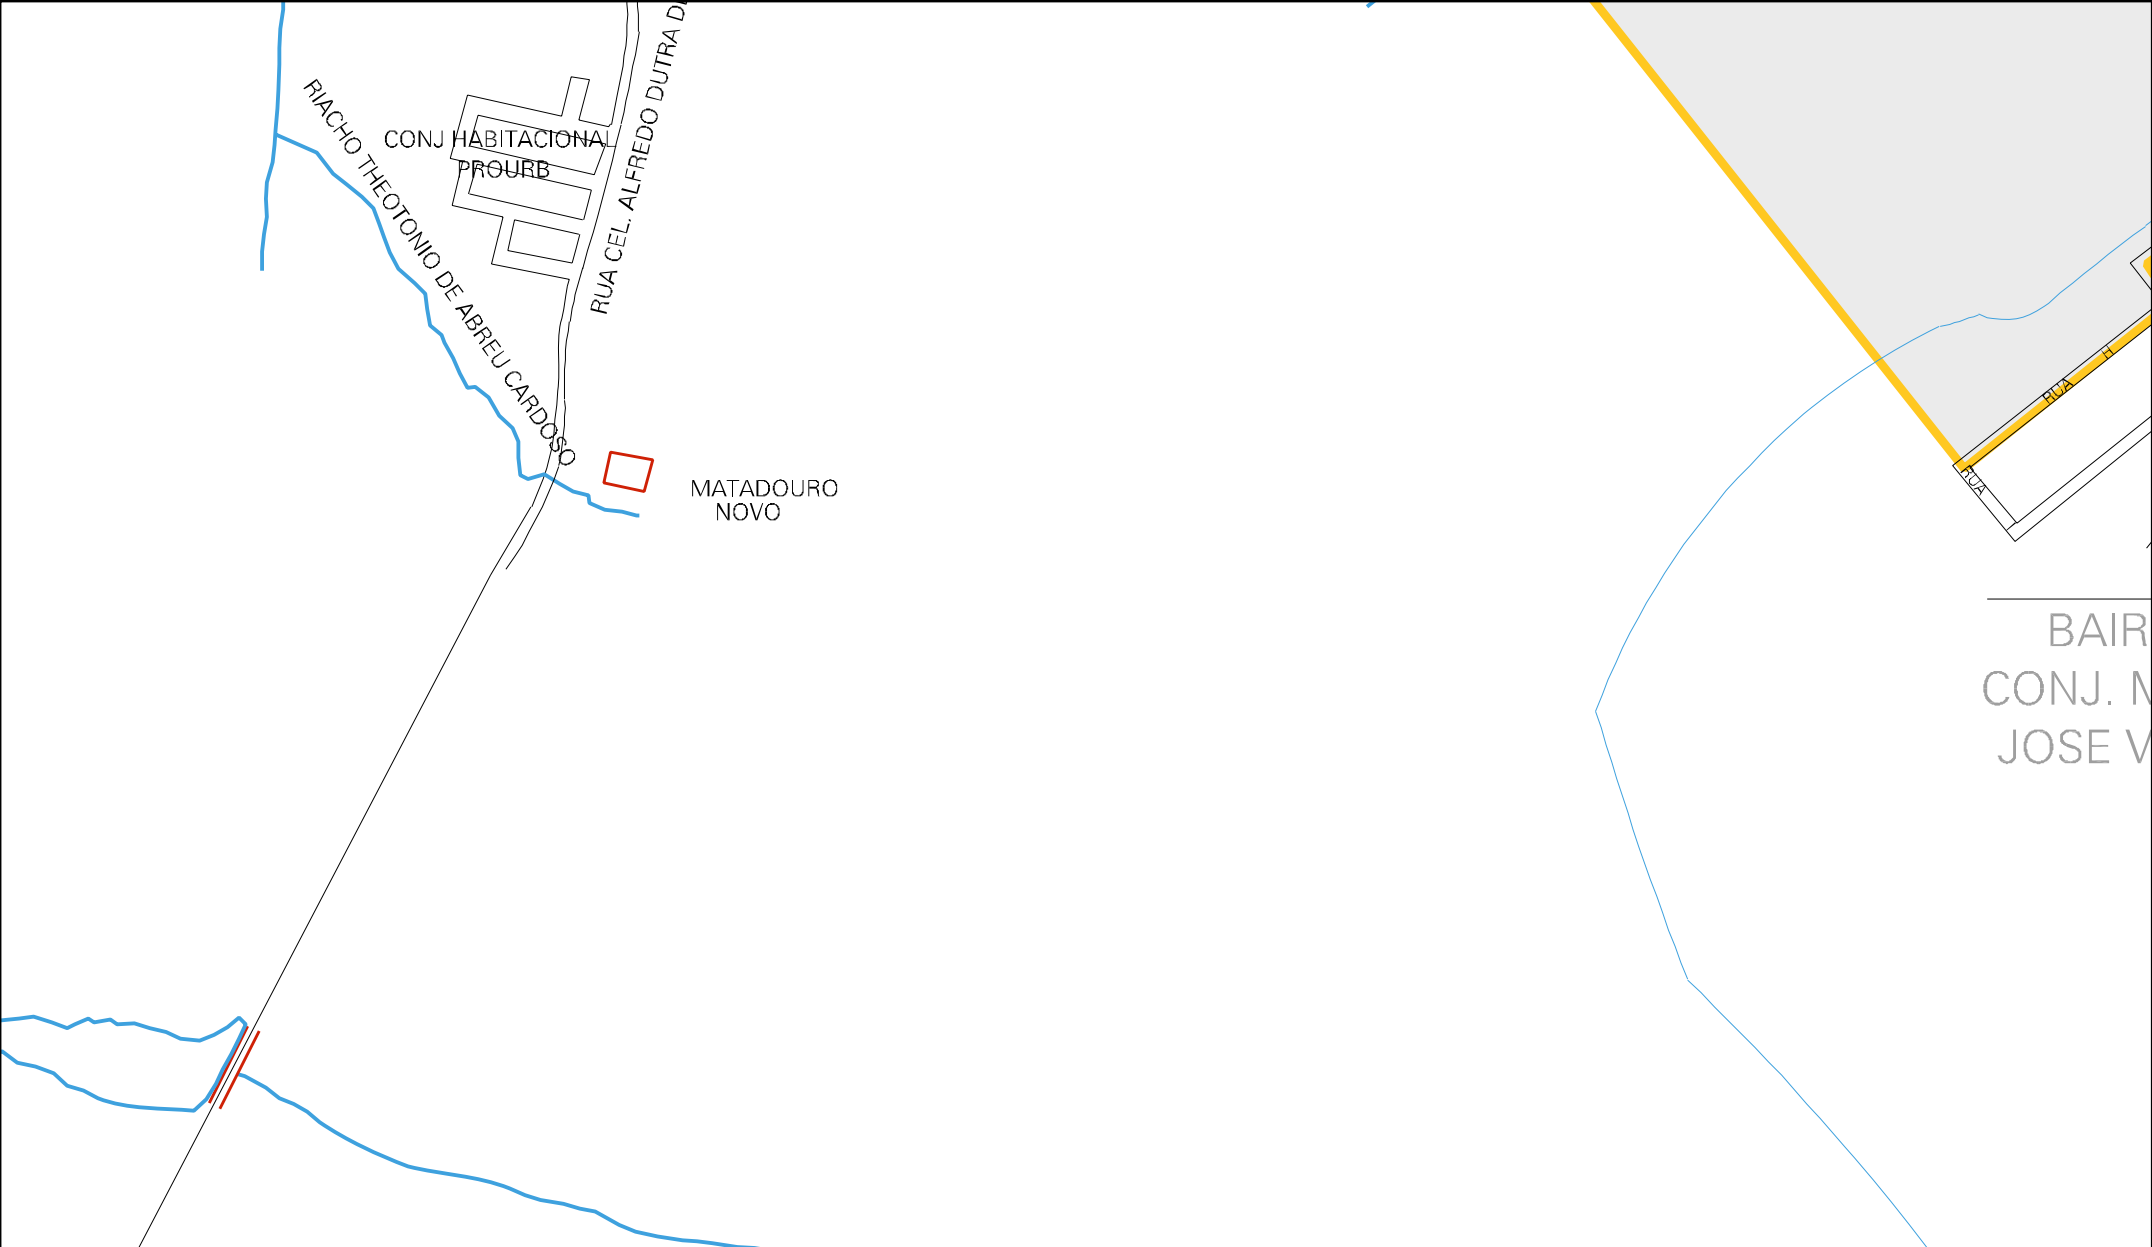 RUA CEL. ALFREDO DUTRA
RIACHO THEOTONIO DE ABREU CARDOSO
CONJ HABITACIONAL
PROURB
MATADOURO
NOVO
RUA H
RUA
BAIR
CONJ. M
JOSE V